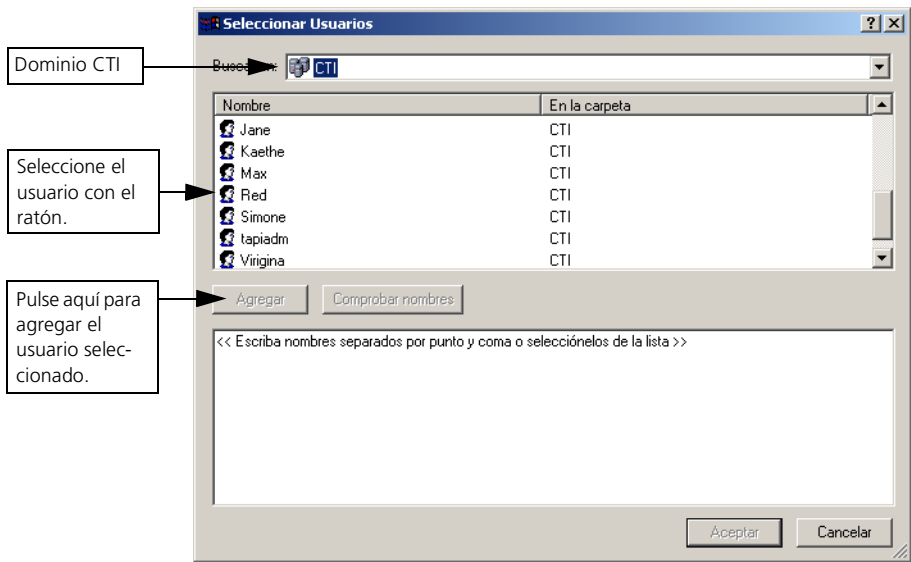 Seleccionar Usuarios
Dominio CTI
Buscar en: CTI
Nombre En la carpeta
Jane CTI
Kaethe CTI
Max CTI
Red CTI
Simone CTI
tapiadm CTI
Virigina CTI
Seleccione el
usuario con el
ratón.
Agregar Comprobar nombres
Pulse aquí para
agregar el
usuario selec-
cionado.
<< Escriba nombres separados por punto y coma o selecciónelos de la lista >>
Aceptar Cancelar